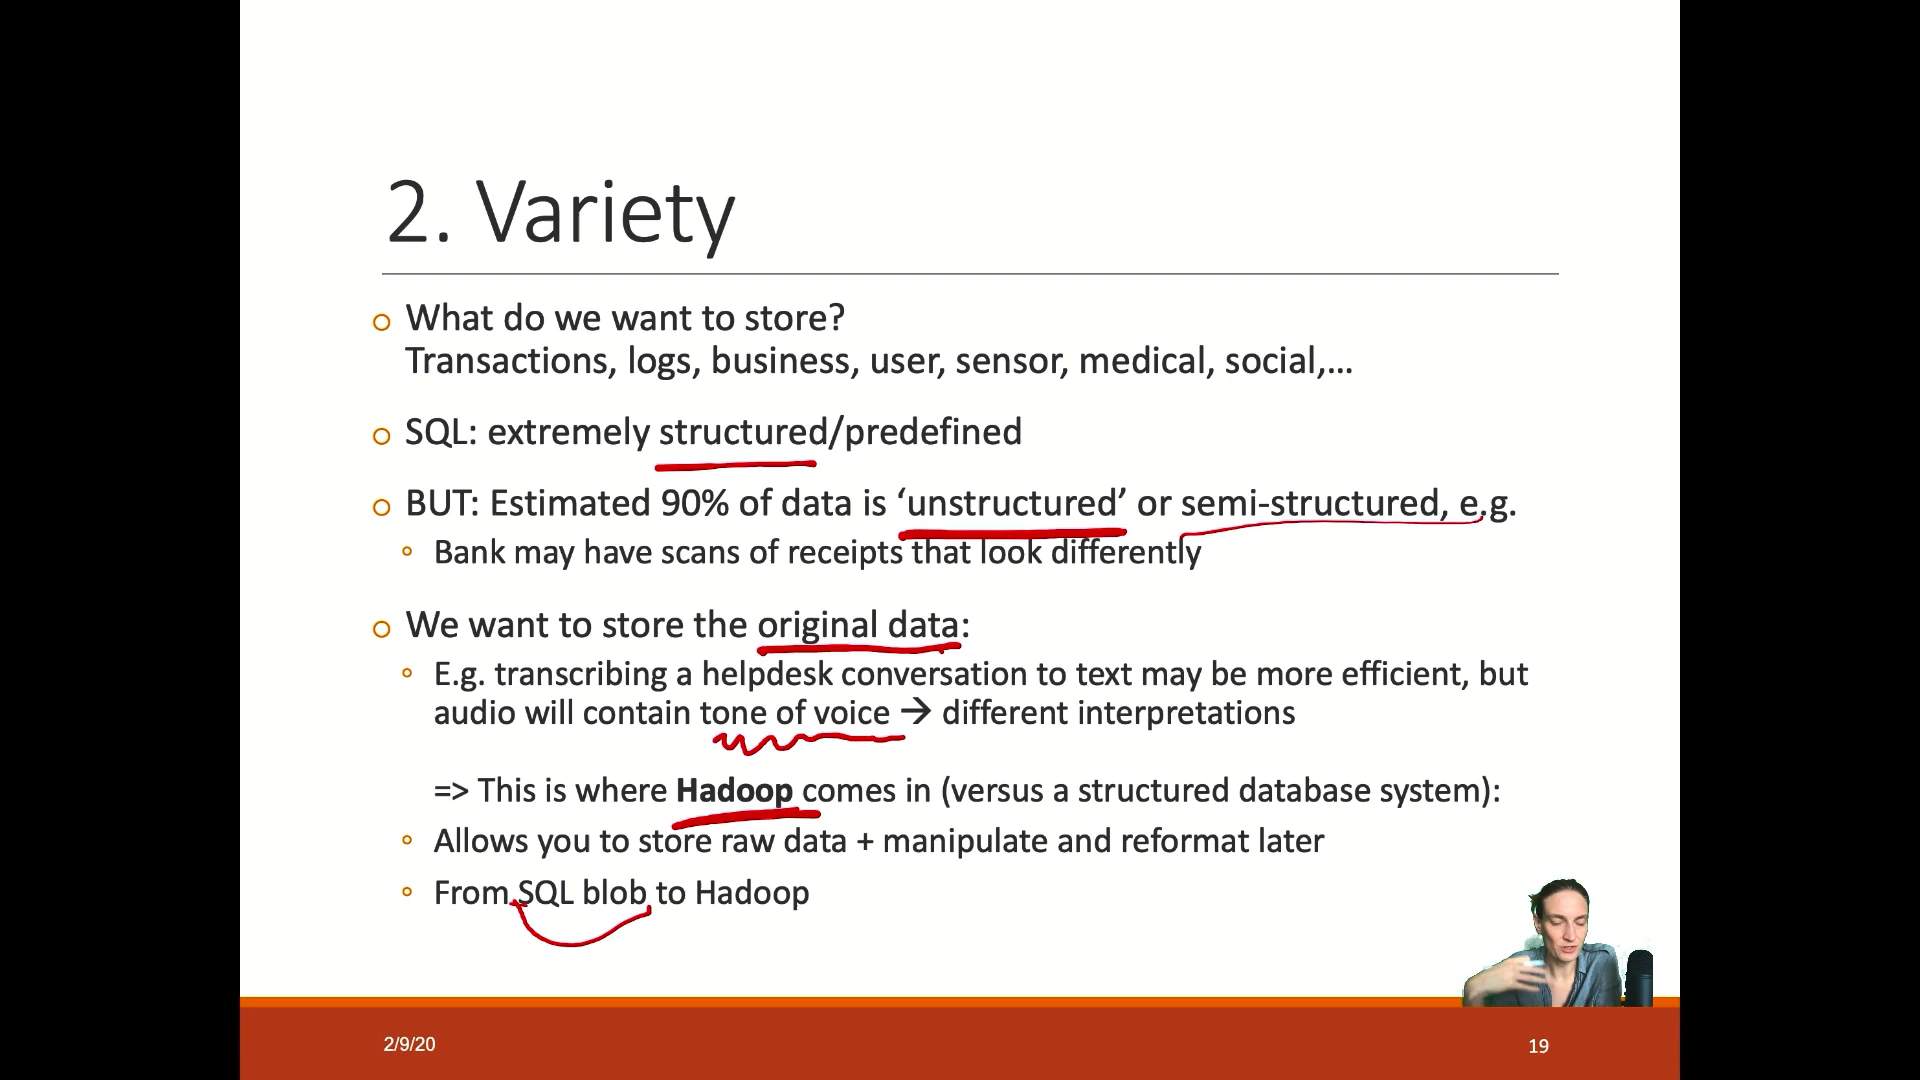 2. Variety
What do we want to store?
Transactions, logs, business, user, sensor, medical, social,…
SQL: extremely structured/predefined
BUT: Estimated 90% of data is ‘unstructured’ or semi-structured, e.g.
Bank may have scans of receipts that look differently
We want to store the original data:
E.g. transcribing a helpdesk conversation to text may be more efficient, but
audio will contain tone of voice → different interpretations
=> This is where Hadoop comes in (versus a structured database system):
Allows you to store raw data + manipulate and reformat later
From SQL blob to Hadoop
2/9/20
19